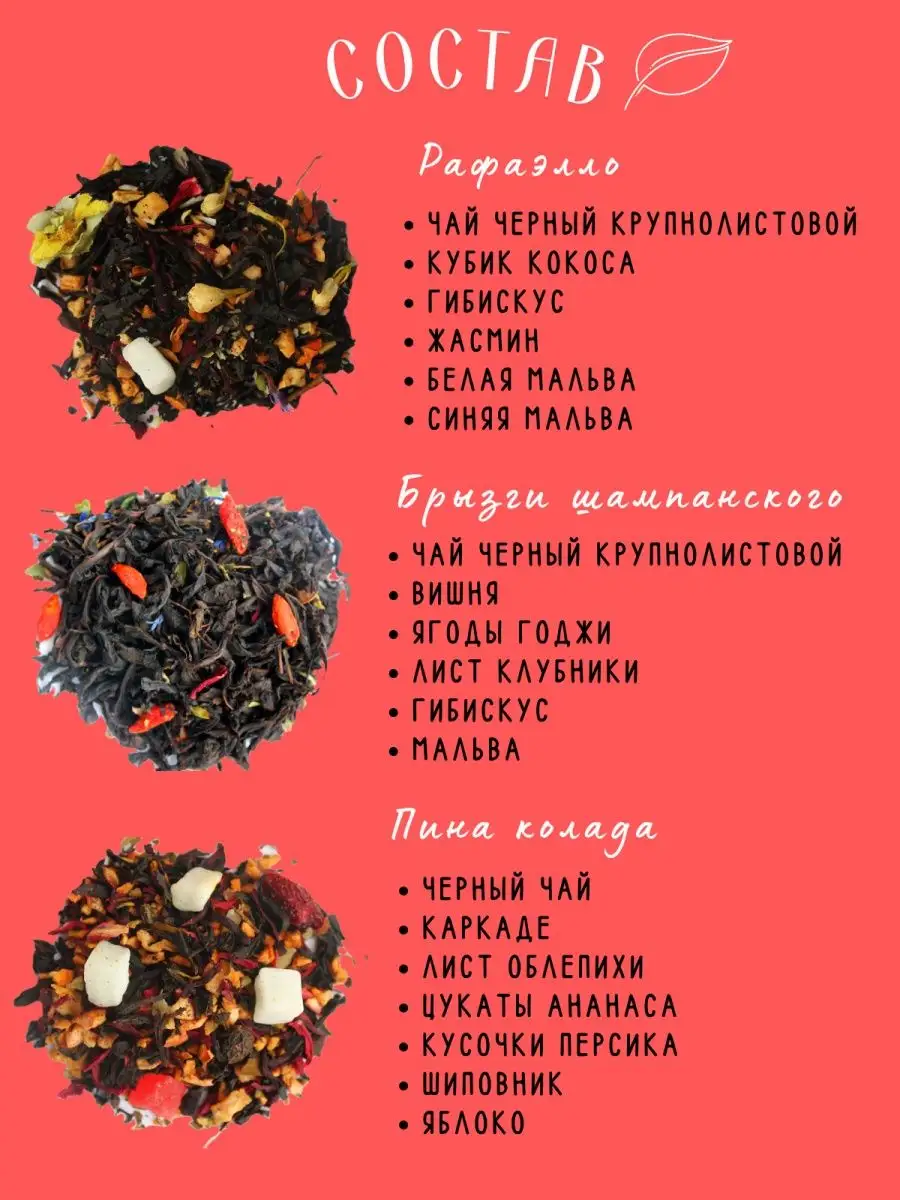 СОСТАВ
Рафаэлло
• ЧАЙ ЧЕРНЫЙ КРУПНОЛИСТОВОЙ
• КУБИК КОКОСА
• ГИБИСКУС
• ЖАСМИН
• БЕЛАЯ МАЛЬВА
• СИНЯЯ МАЛЬВА
Брызги шампанского
• ЧАЙ ЧЕРНЫЙ КРУПНОЛИСТОВОЙ
• ВИШНЯ
• ЯГОДЫ ГОДЖИ
• ЛИСТ КЛУБНИКИ
• ГИБИСКУС
• МАЛЬВА
Пина колада
• ЧЕРНЫЙ ЧАЙ
• КАРКАДЕ
• ЛИСТ ОБЛЕПИХИ
• ЦУКАТЫ АНАНАСА
• КУСОЧКИ ПЕРСИКА
• ШИПОВНИК
• ЯБЛОКО